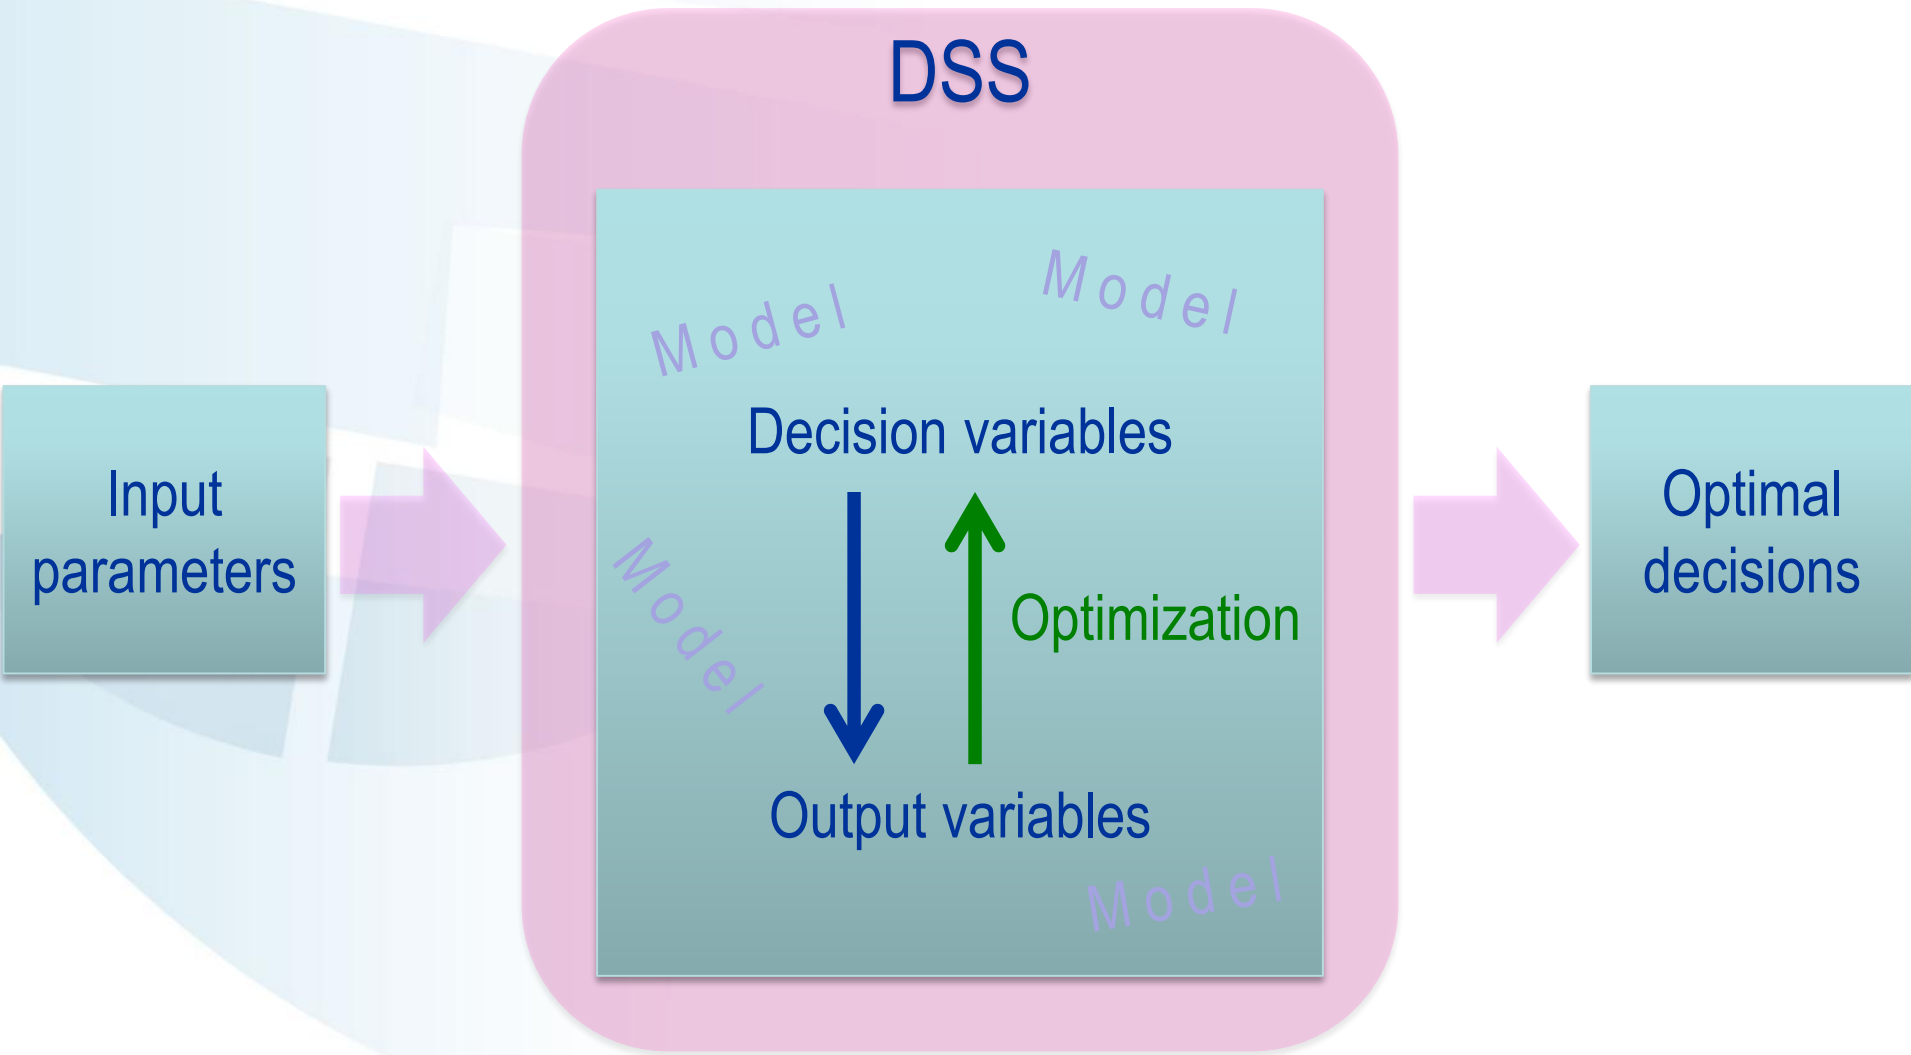 DSS
Model
Model
Decision variables
Input
parameters
Model
Optimization
Output variables
Model
Optimal
decisions